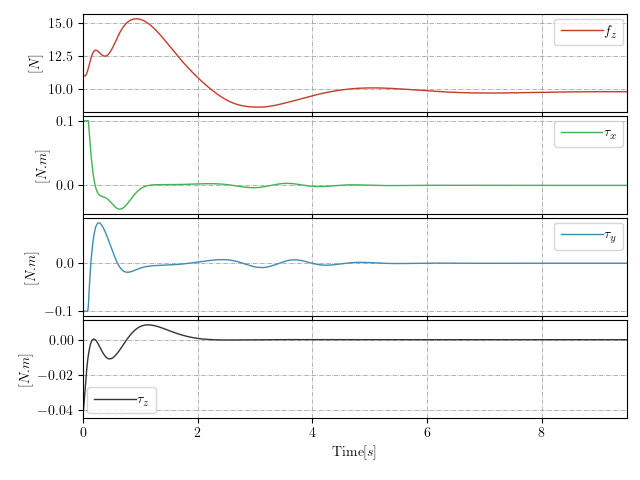 15.0
12.5
10.0
[N]
f_z
0.1
0.0
[N.m]
τ_x
0.0
−0.1
[N.m]
τ_y
0.00
−0.02
−0.04
[N.m]
τ_z
0 2 4 6 8
Time[s]